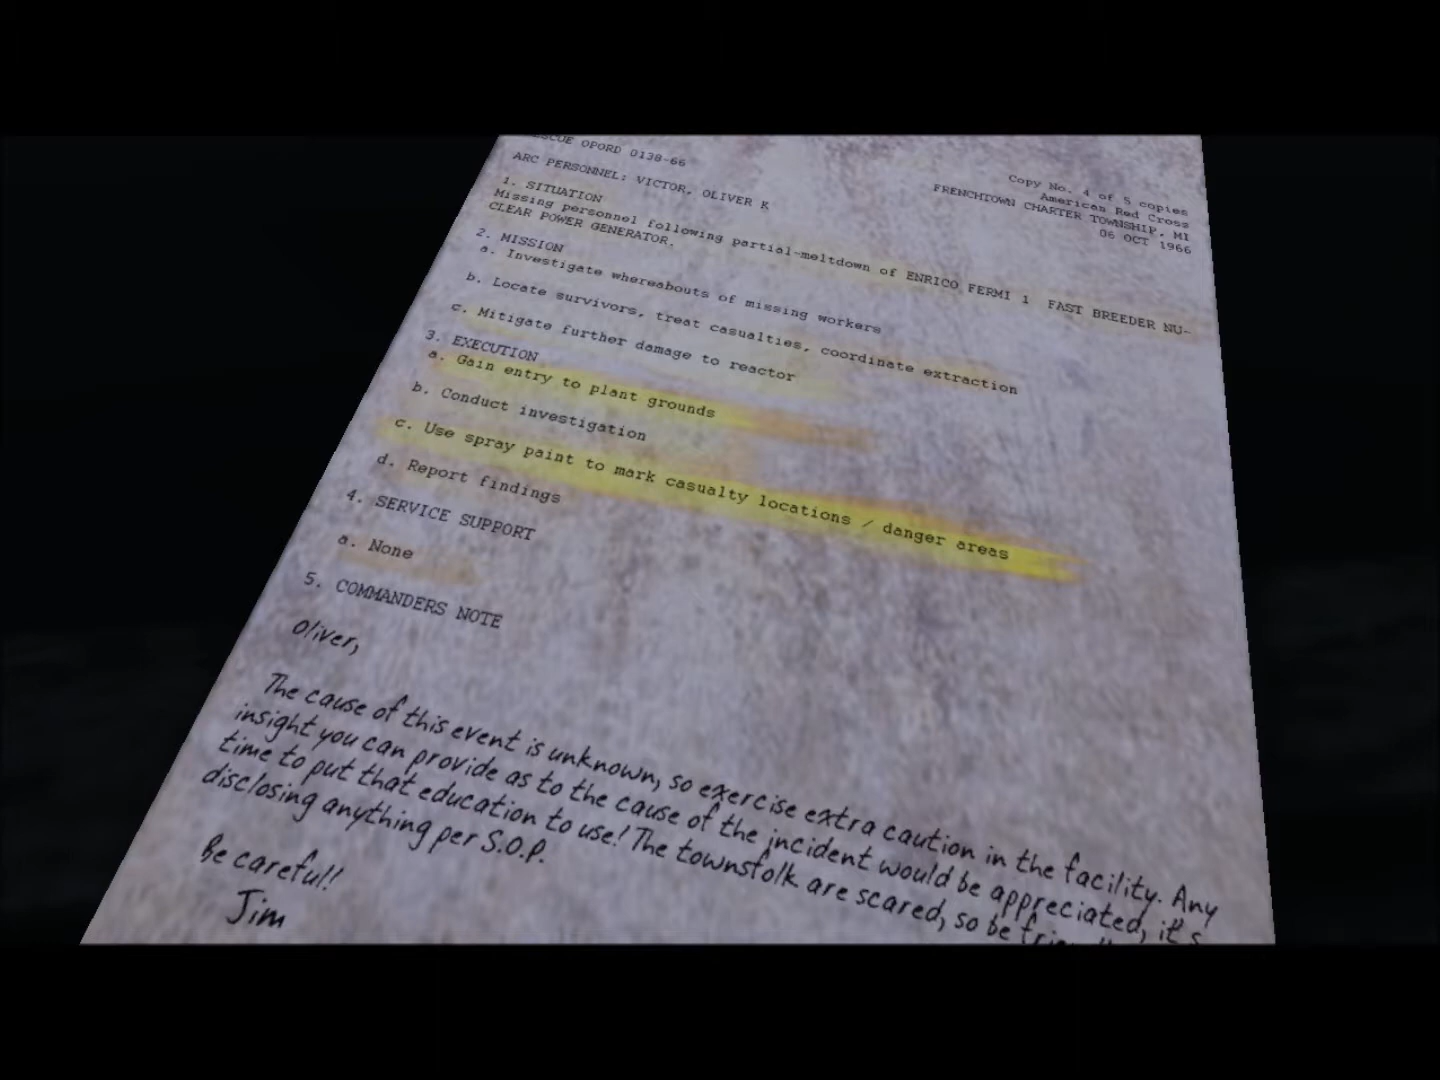 OPORD 0138-66
Copy No. 4 of 5 copies
American Red Cross
FRENCHTOWN CHARTER TOWNSHIP, MI
06 OCT 1966
ARC PERSONNEL: VICTOR, OLIVER K
1. SITUATION
Missing personnel following partial-meltdown of ENRICO FERMI 1 FAST BREEDER NU-
CLEAR POWER GENERATOR.
2. MISSION
a. Investigate whereabouts of missing workers
b. Locate survivors, treat casualties, coordinate extraction
c. Mitigate further damage to reactor
3. EXECUTION
a. Gain entry to plant grounds
b. Conduct investigation
c. Use spray paint to mark casualty locations / danger areas
d. Report findings
4. SERVICE SUPPORT
a. None
5. COMMANDERS NOTE
Oliver,
The cause of this event is unknown, so exercise extra caution in the facility. Any
insight you can provide as to the cause of the incident would be appreciated, it's
time to put that education to use! The townsfolk are scared, so be
disclosing anything per S.O.P.
Be careful!
Jim